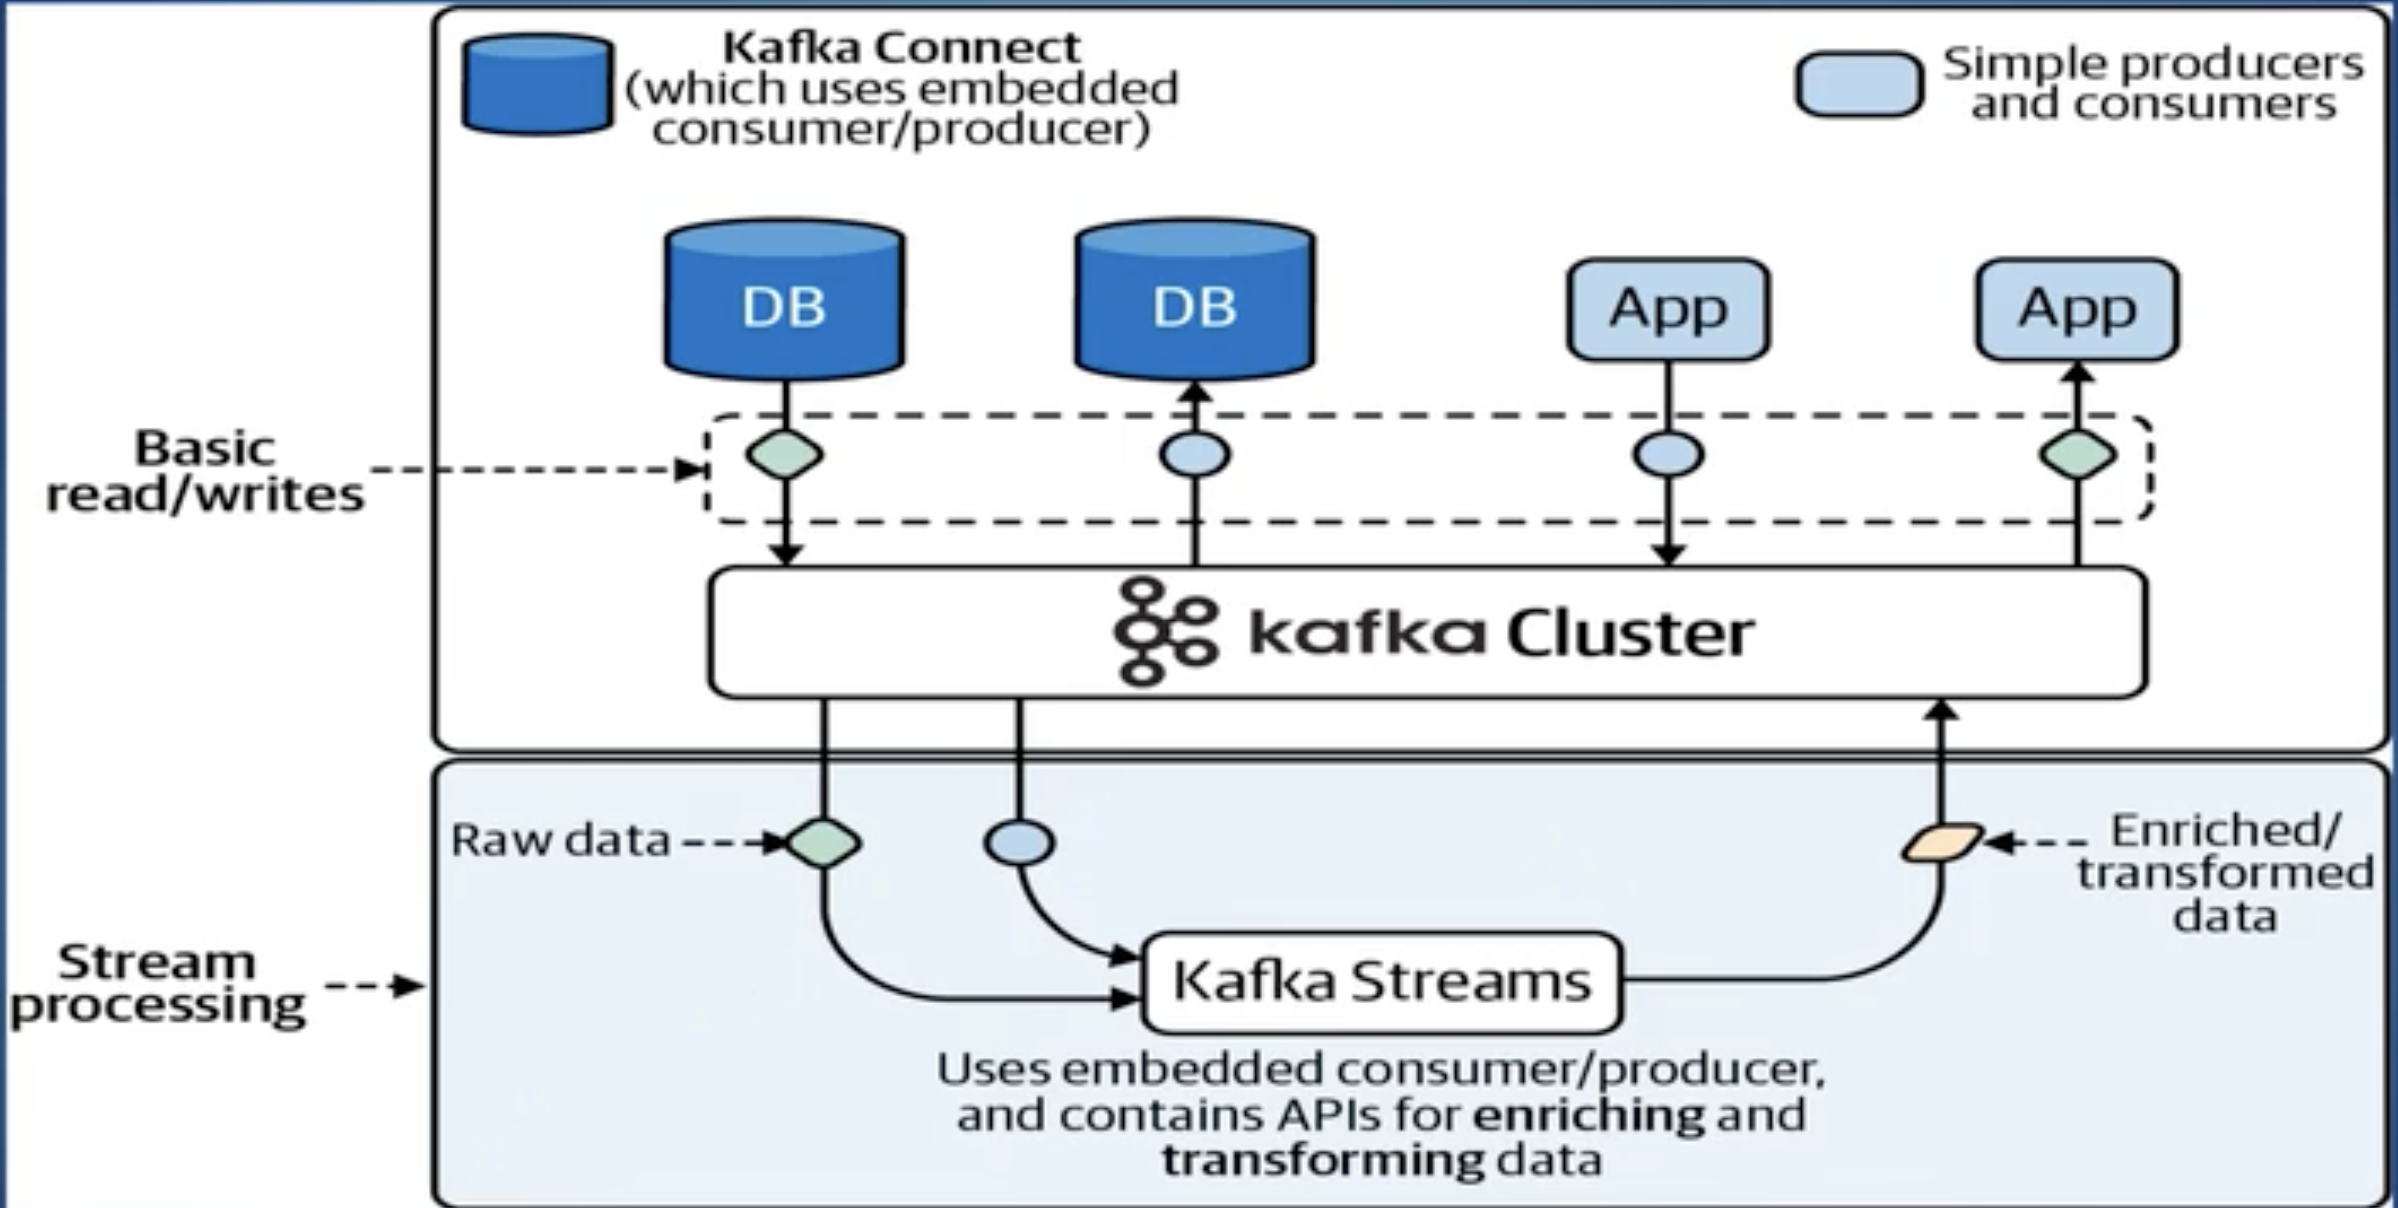 Kafka Connect
(which uses embedded
consumer/producer)
Simple producers
and consumers
DB
DB
App
App
Basic
read/writes
kafka Cluster
Raw data
Enriched/
transformed
data
Stream
processing
Kafka Streams
Uses embedded consumer/producer,
and contains APIs for enriching and
transforming data